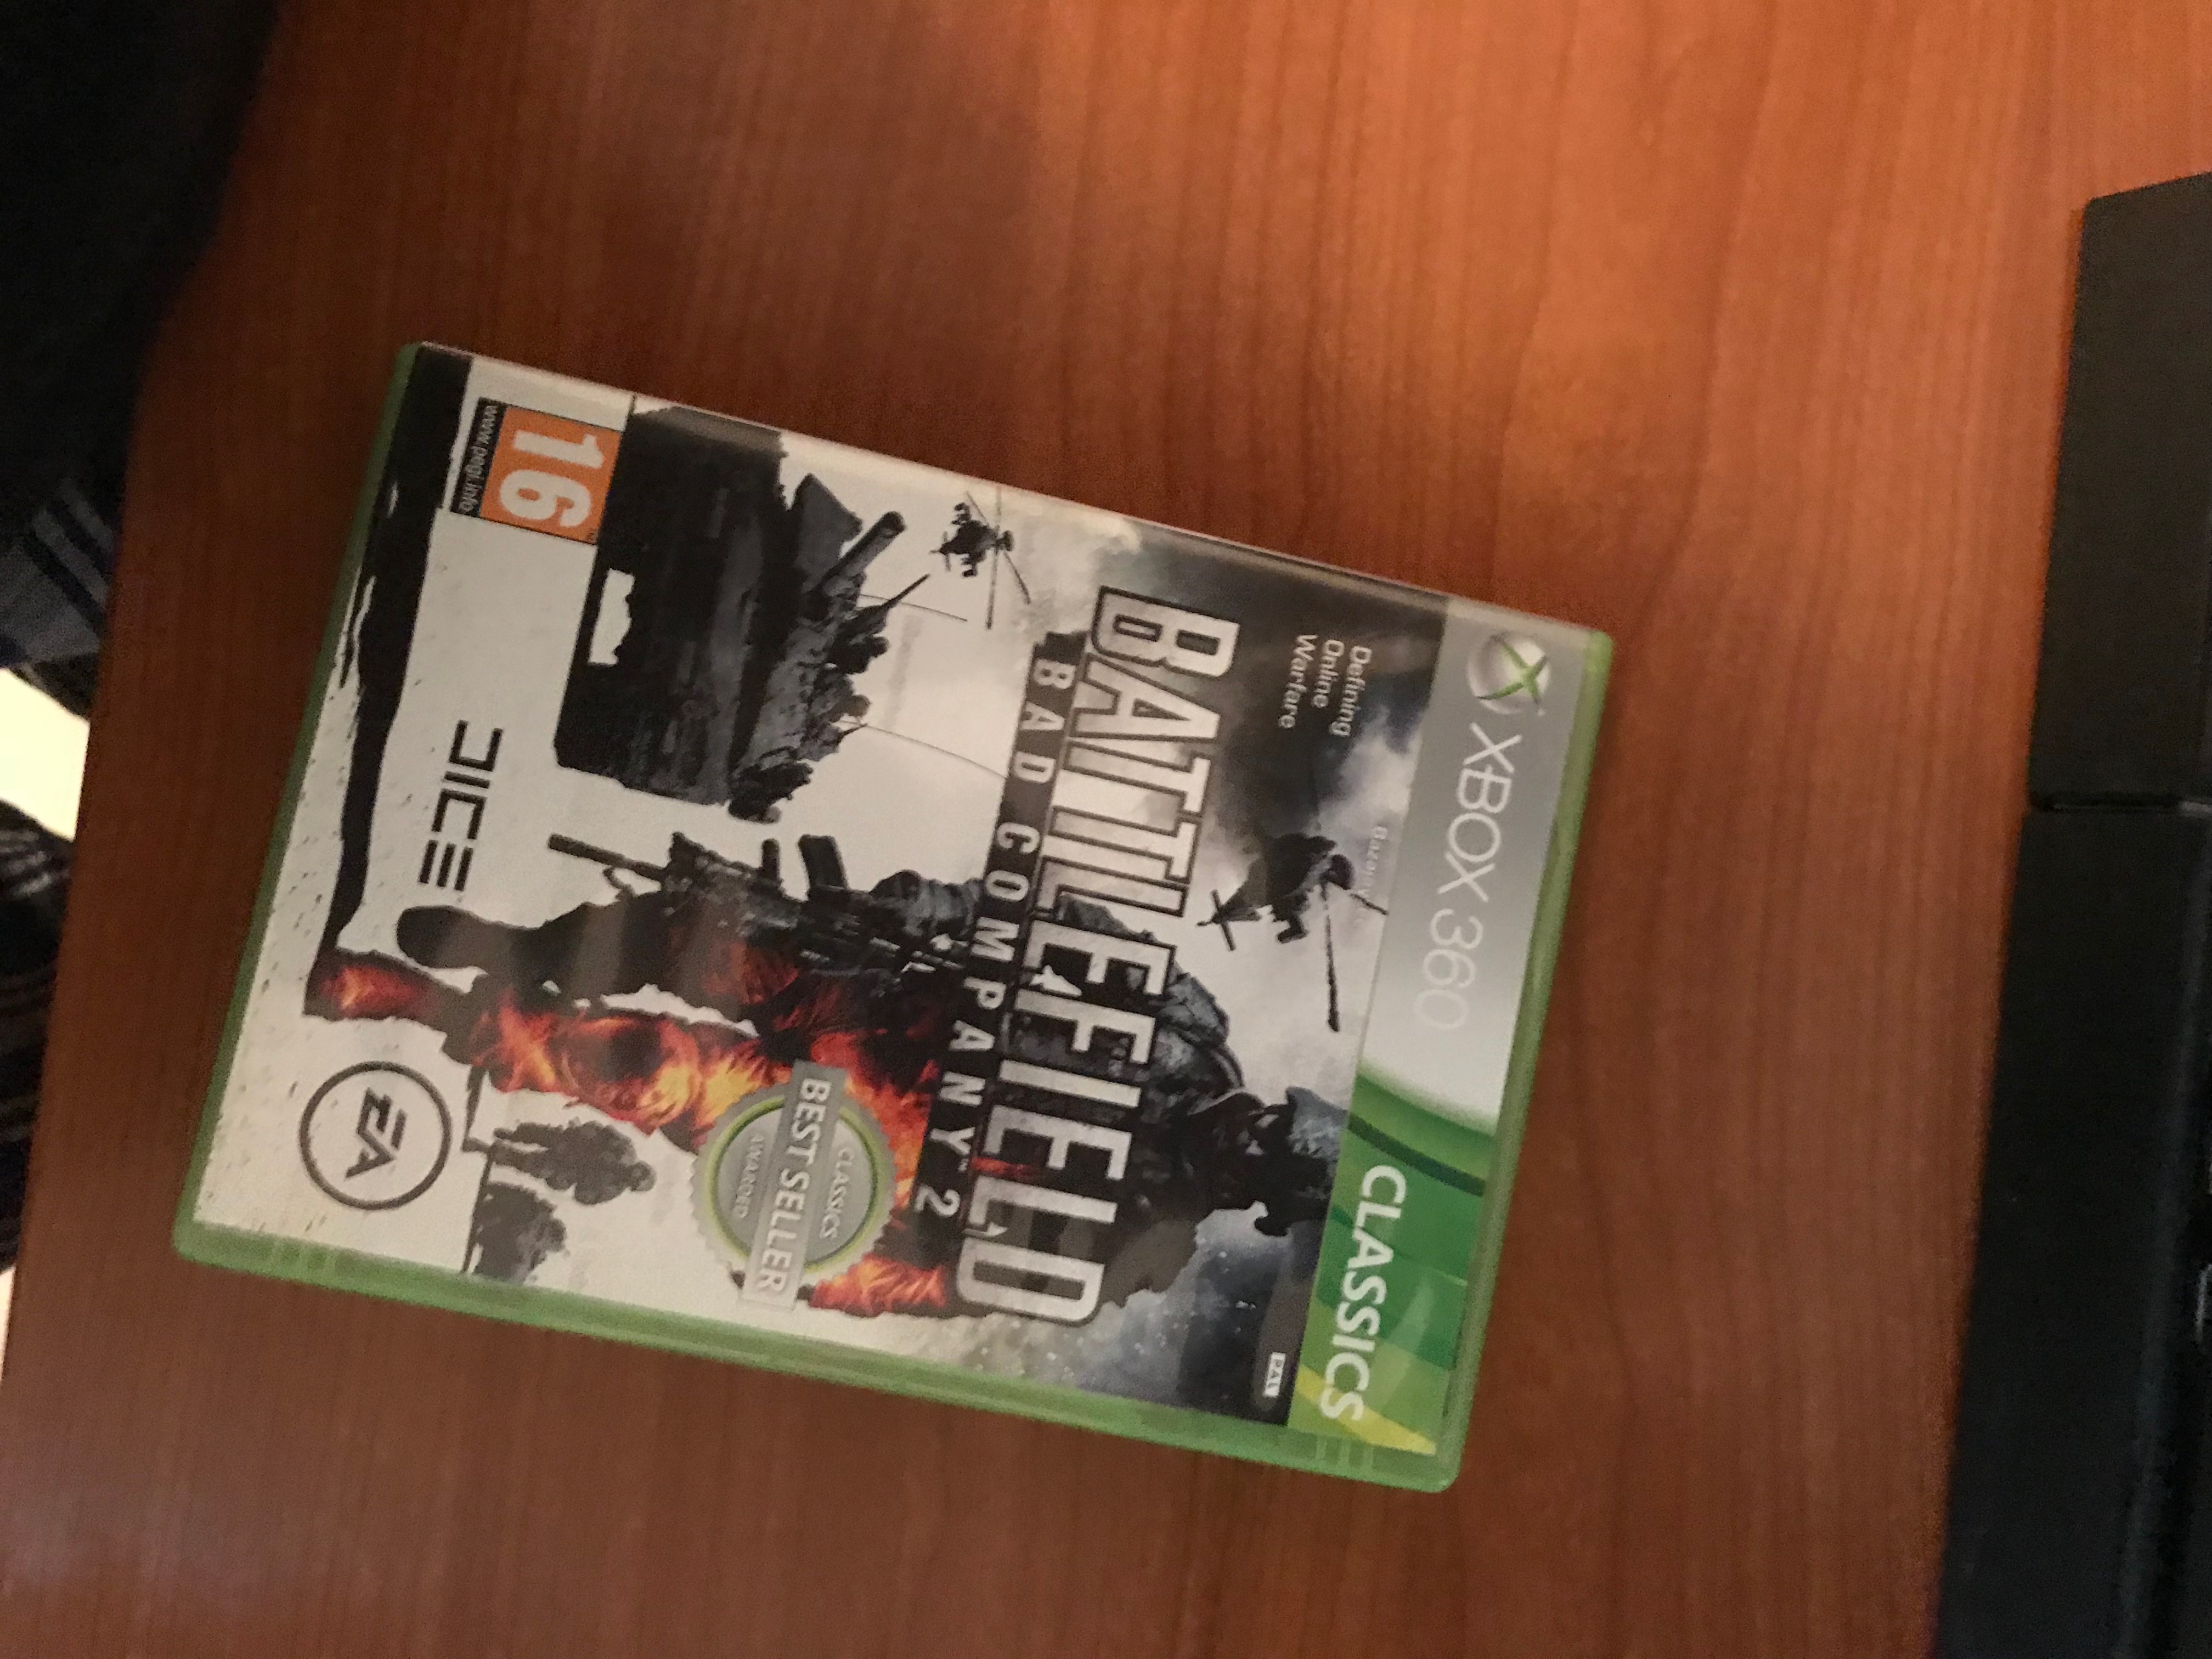 XBOX 360
CLASSICS
PAL
Defining
Online
Warfare
BATTLEFIELD
BAD COMPANY™ 2
CLASSICS
BEST SELLER
AWARDED
16
www.pegi.info
DICE
EA